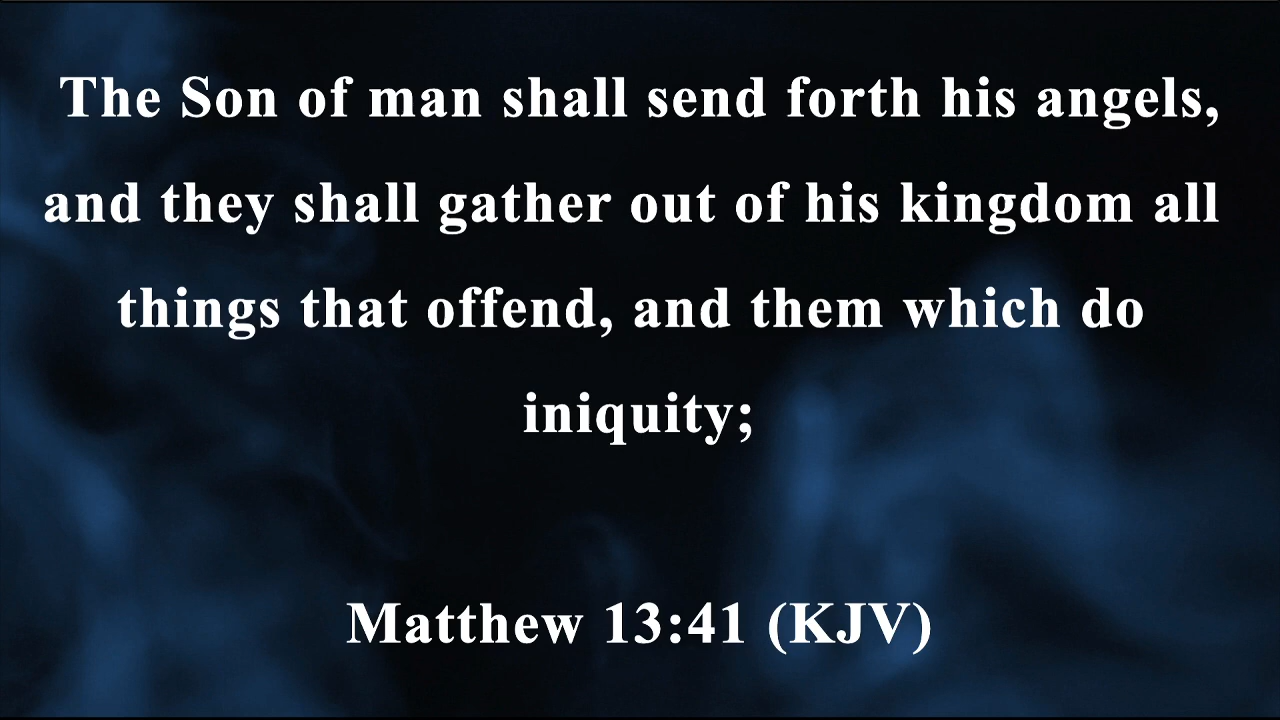 The Son of man shall send forth his angels,
and they shall gather out of his kingdom all
things that offend, and them which do
iniquity;
Matthew 13:41 (KJV)